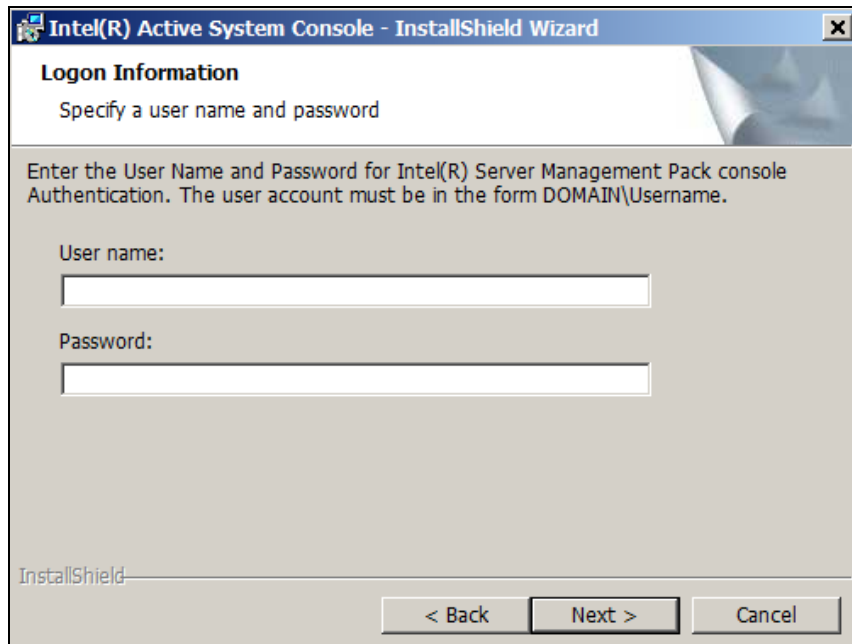 Intel(R) Active System Console - InstallShield Wizard
Logon Information
Specify a user name and password
Enter the User Name and Password for Intel(R) Server Management Pack console
Authentication. The user account must be in the form DOMAIN\Username.
User name:
Password:
InstallShield
< Back Next > Cancel